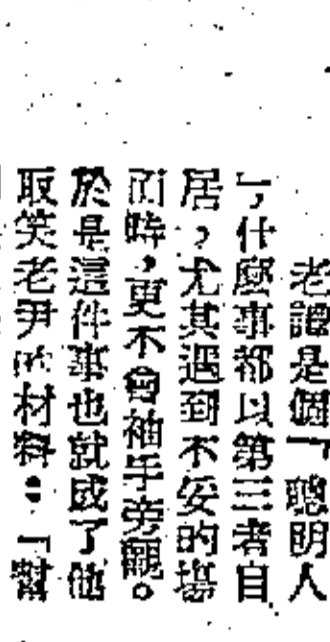 老譚是個「聰明人
」，什麼事都以第三者自
居，尤其遇到不妥的場
面時，更不會袖手旁觀。
於是這件事也就成了他
取笑老尹的材料：「幫